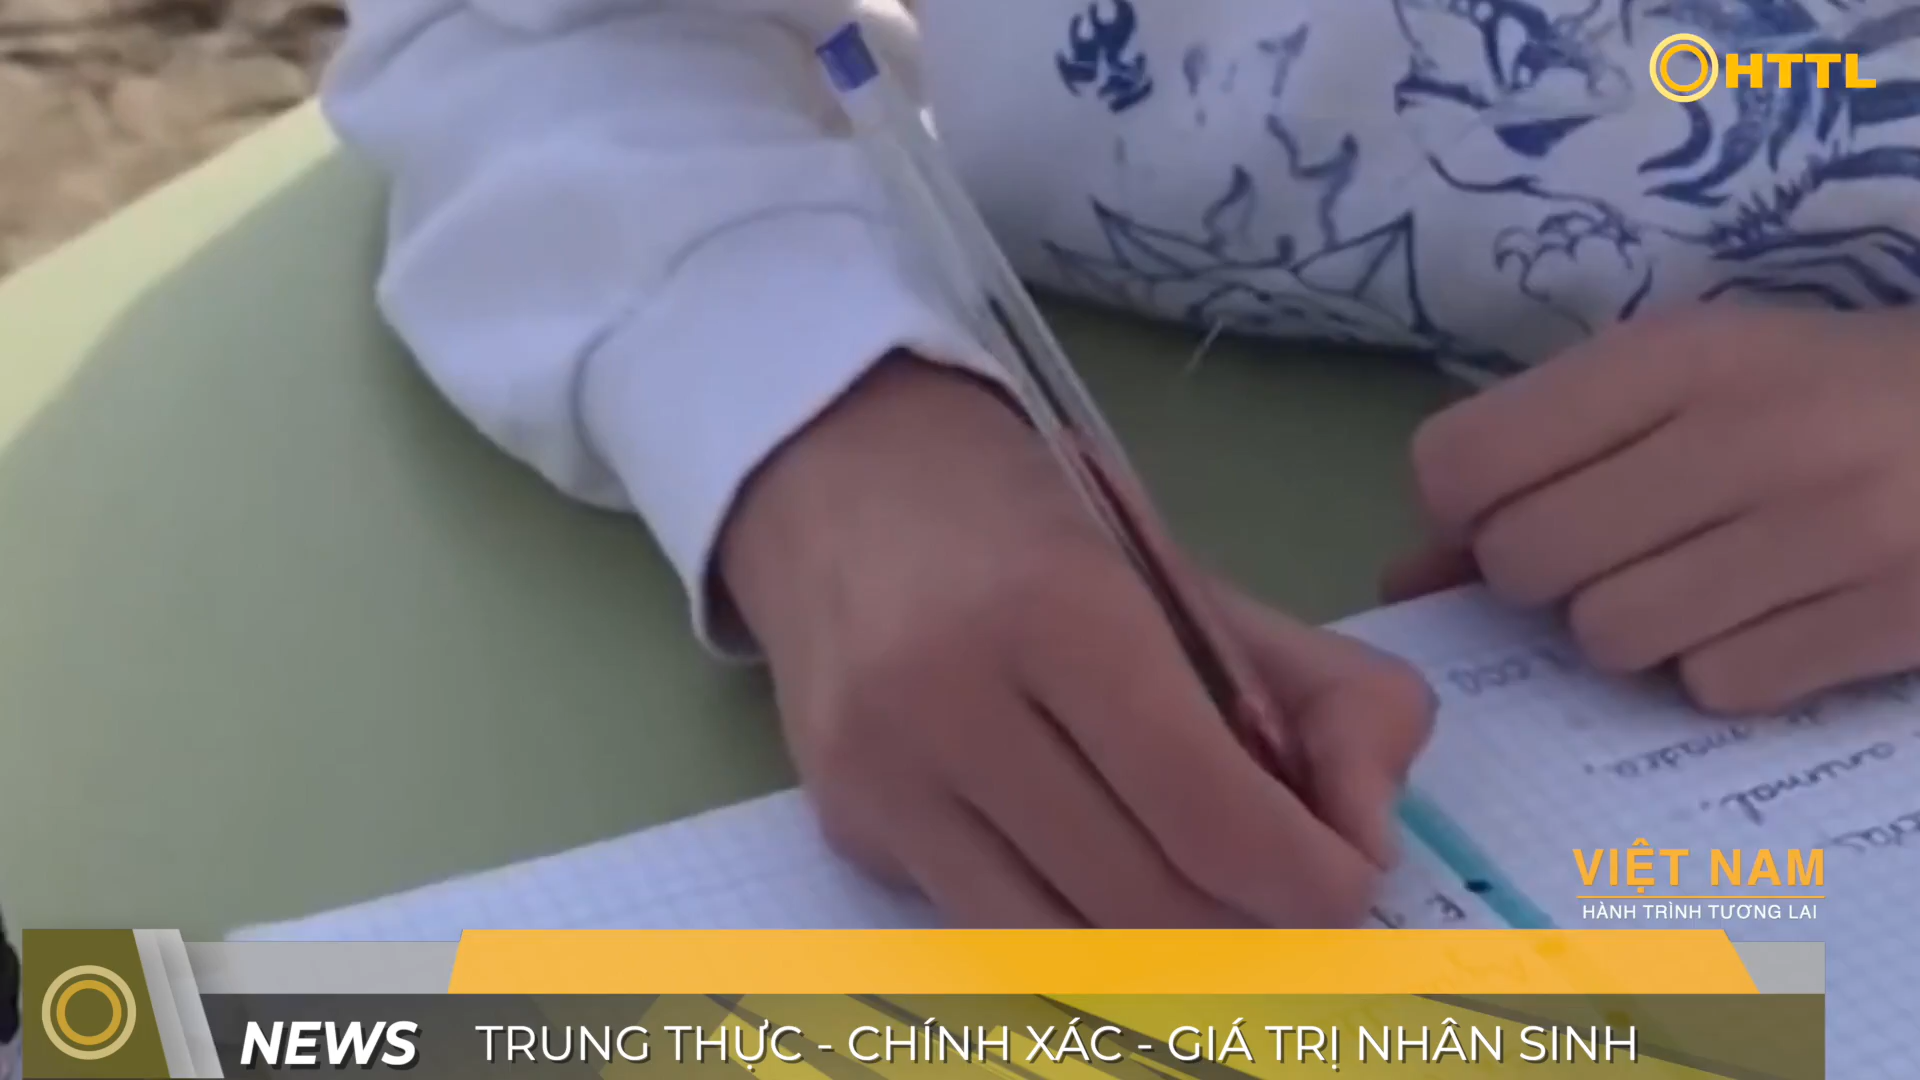 HTTL
VIỆT NAM
HÀNH TRÌNH TƯƠNG LAI
NEWS
TRUNG THỰC - CHÍNH XÁC - GIÁ TRỊ NHÂN SINH